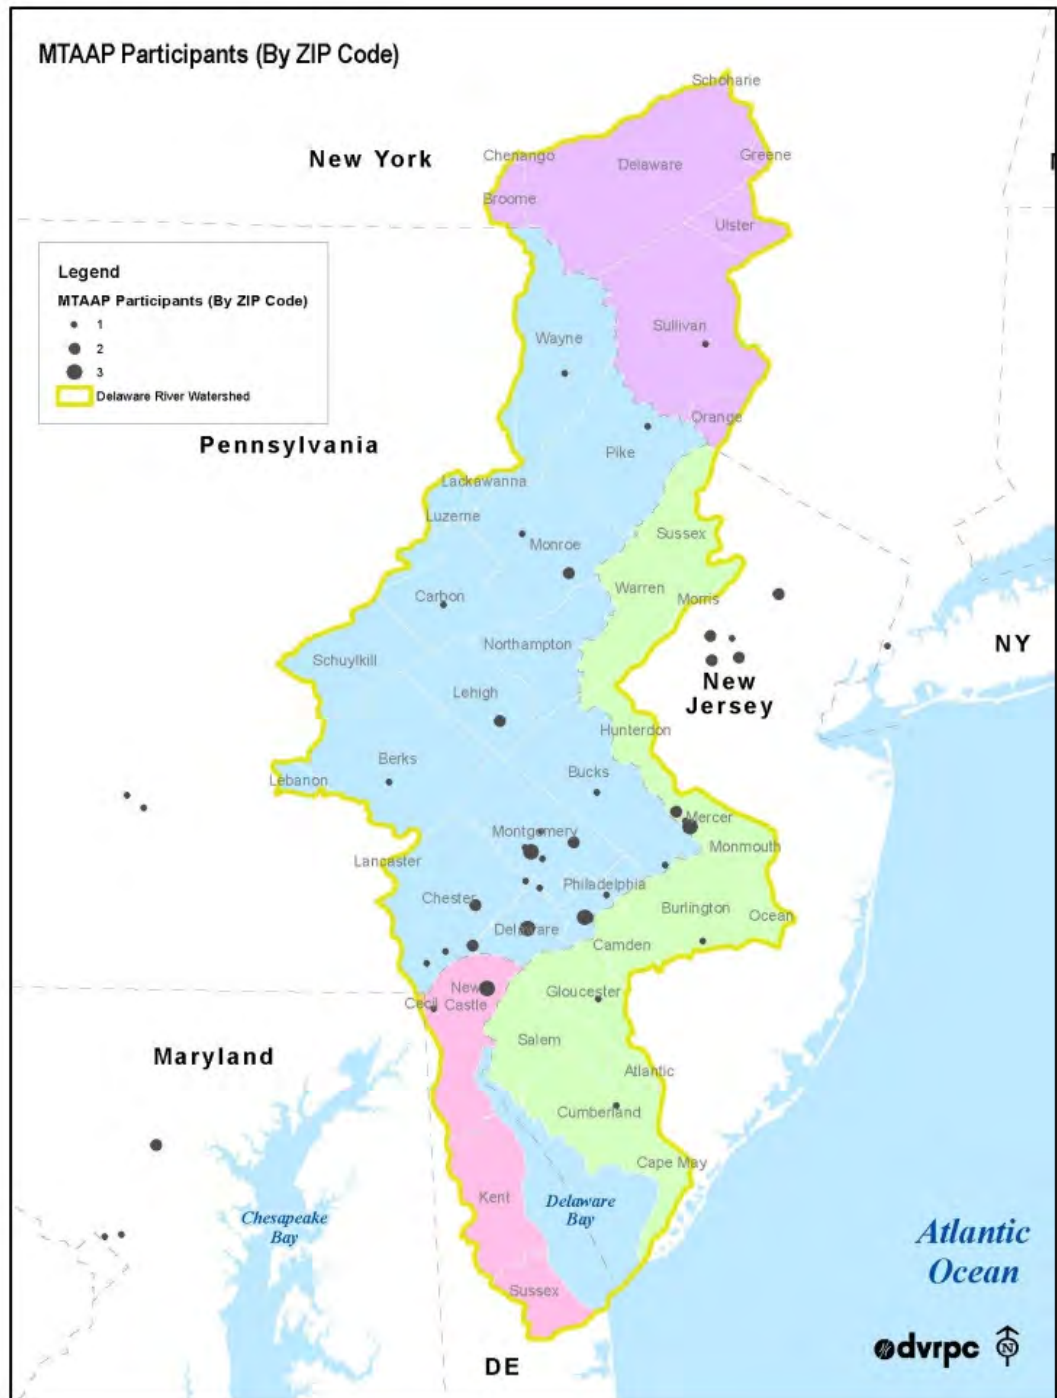 MTAAP Participants (By ZIP Code)
Schoharie
New York
Chenango
Delaware
Greene
Broome
Ulster
Legend
MTAAP Participants (By ZIP Code)
1
2
3
Delaware River Watershed
Sullivan
Wayne
Orange
Pennsylvania
Pike
Lackawanna
Luzerne
Sussex
Monroe
Warren
Carbon
Morris
Northampton
NY
Schuylkill
New
Jersey
Lehigh
Hunterdon
Berks
Bucks
Lebanon
Mercer
Montgomery
Monmouth
Lancaster
Philadelphia
Chester
Burlington
Ocean
Delaware
Camden
New
Castle
Gloucester
Cecil
Salem
Maryland
Atlantic
Cumberland
Cape May
Kent
Delaware
Bay
Chesapeake
Bay
Atlantic
Ocean
Sussex
dvrpc
N
DE